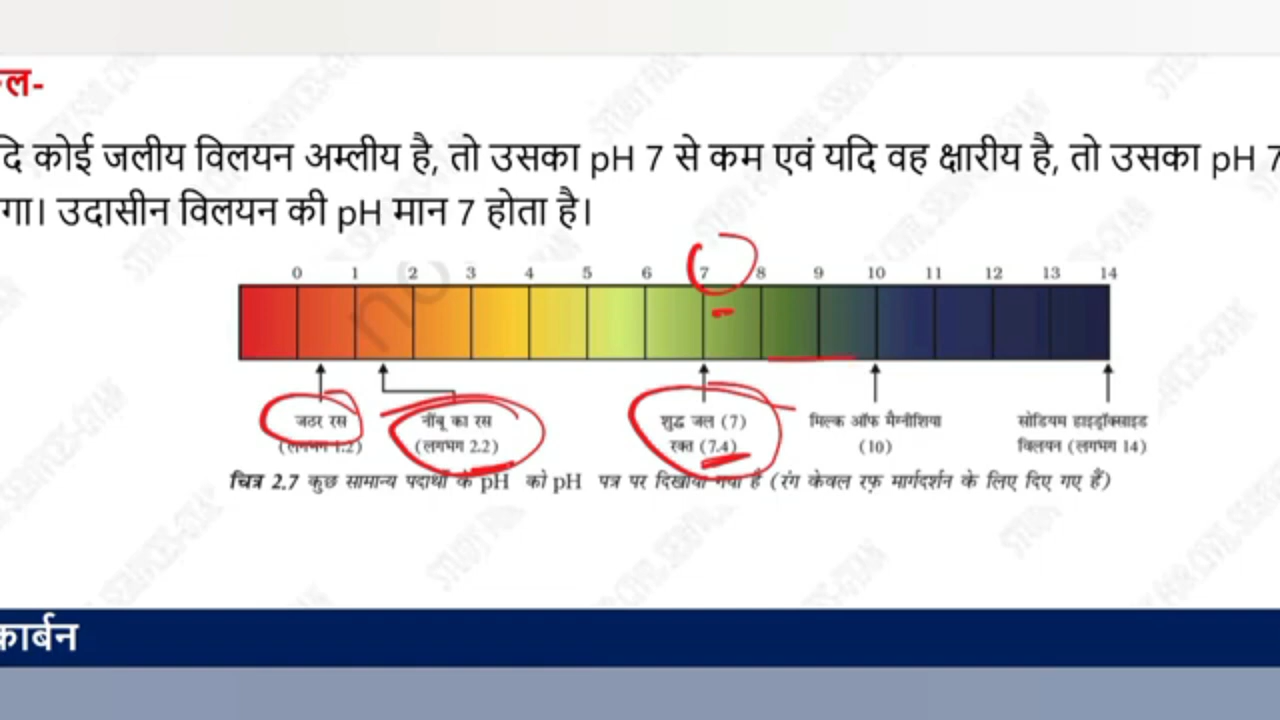 ल-
दि कोई जलीय विलयन अम्लीय है, तो उसका pH 7 से कम एवं यदि वह क्षारीय है, तो उसका pH 7
गा। उदासीन विलयन की pH मान 7 होता है।
0 1 2 3 4 5 6 7 8 9 10 11 12 13 14
जठर रस नींबू का रस शुद्ध जल (7) मिल्क ऑफ मैग्नीशिया सोडियम हाइड्रॉक्साइड
(लगभग 1.2) (लगभग 2.2) रक्त (7.4) (10) विलयन (लगभग 14)
चित्र 2.7 कुछ सामान्य पदार्थों के pH को pH पत्र पर दिखाया गया है (रंग केवल रफ़ मार्गदर्शन के लिए दिए गए हैं)
कार्बन